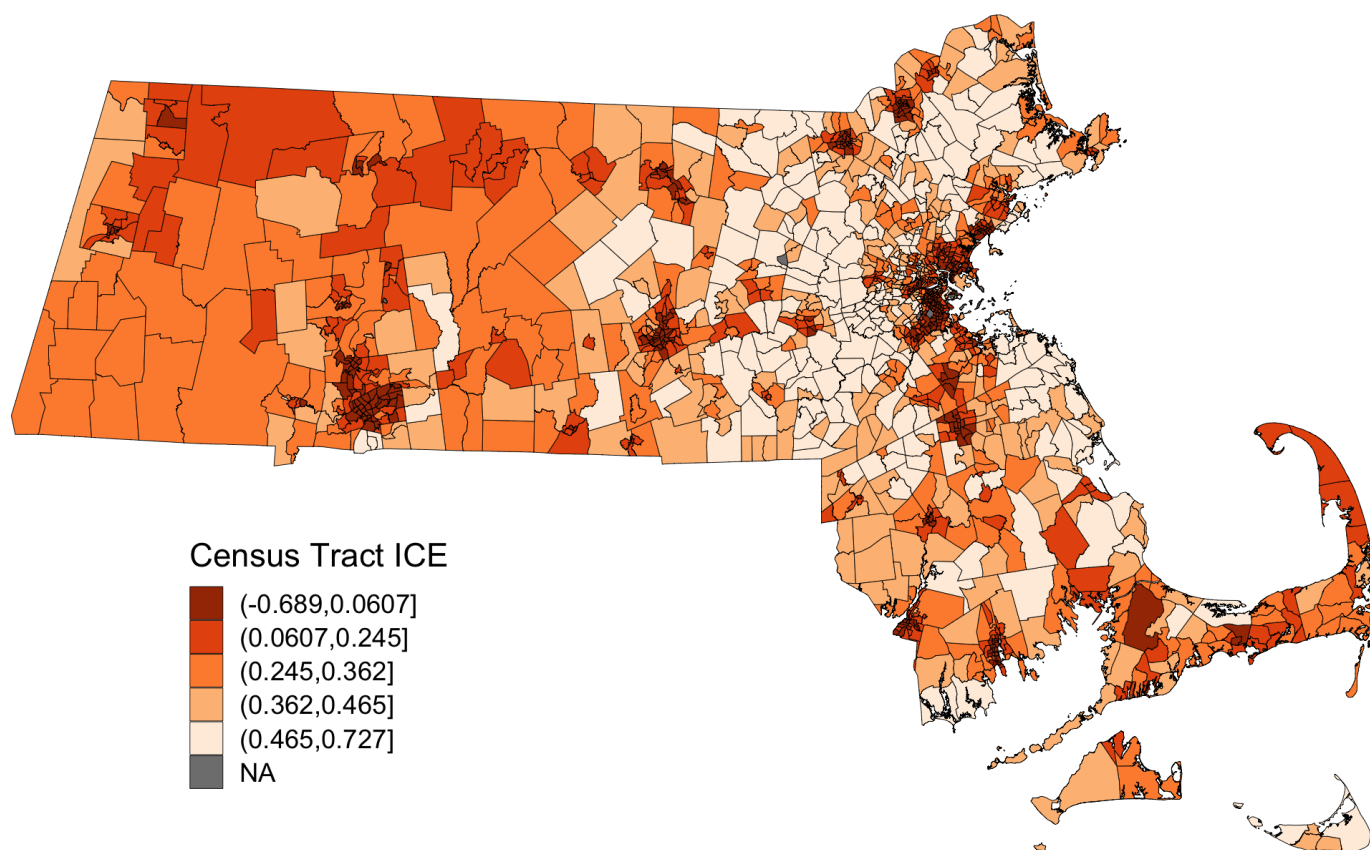 Census Tract ICE
(-0.689,0.0607]
(0.0607,0.245]
(0.245,0.362]
(0.362,0.465]
(0.465,0.727]
NA